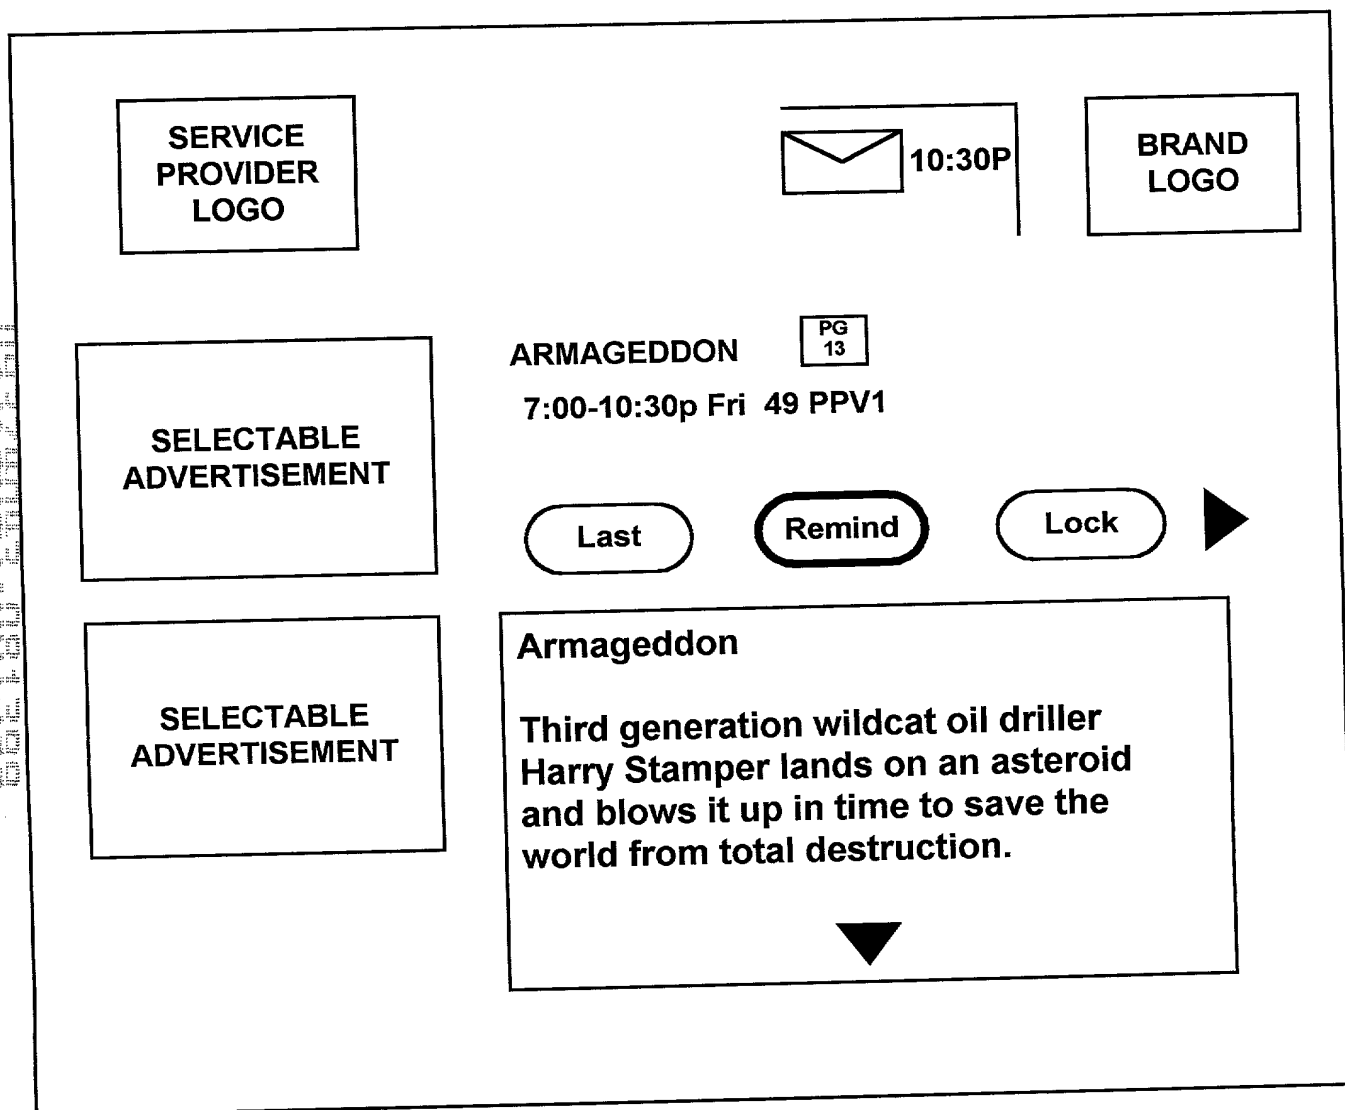 SERVICE
PROVIDER
LOGO
10:30P
BRAND
LOGO
SELECTABLE
ADVERTISEMENT
ARMAGEDDON
PG
13
7:00-10:30p Fri 49 PPV1
Last
Remind
Lock
SELECTABLE
ADVERTISEMENT
Armageddon
Third generation wildcat oil driller
Harry Stamper lands on an asteroid
and blows it up in time to save the
world from total destruction.